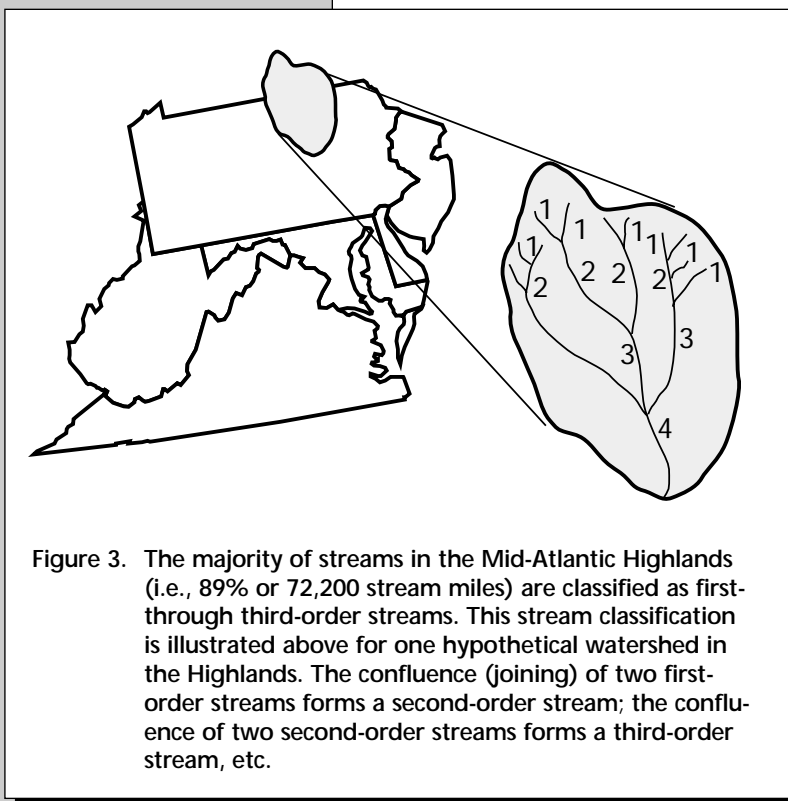 1
1
1
1
1
1
1
2
2
2
2
3
3
4
Figure 3. The majority of streams in the Mid-Atlantic Highlands
(i.e., 89% or 72,200 stream miles) are classified as first-
through third-order streams. This stream classification
is illustrated above for one hypothetical watershed in
the Highlands. The confluence (joining) of two first-
order streams forms a second-order stream; the conflu-
ence of two second-order streams forms a third-order
stream, etc.